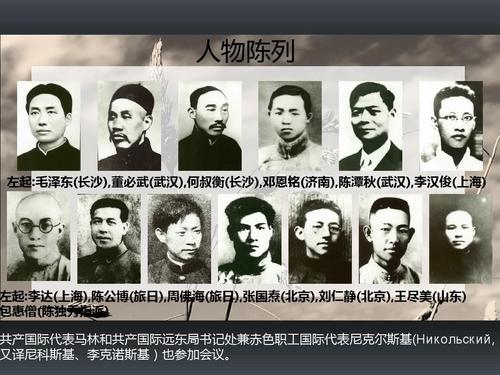 人物陈列
左起:毛泽东(长沙),董必武(武汉),何叔衡(长沙),邓恩铭(济南),陈潭秋(武汉),李汉俊(上海)
左起:李达(上海),陈公博(旅日),周佛海(旅日),张国焘(北京),刘仁静(北京),王尽美(山东)
包惠僧(陈独秀指派)
共产国际代表马林和共产国际远东局书记处兼赤色职工国际代表尼克尔斯基(Никольский,
又译尼科斯基、李克诺斯基）也参加会议。